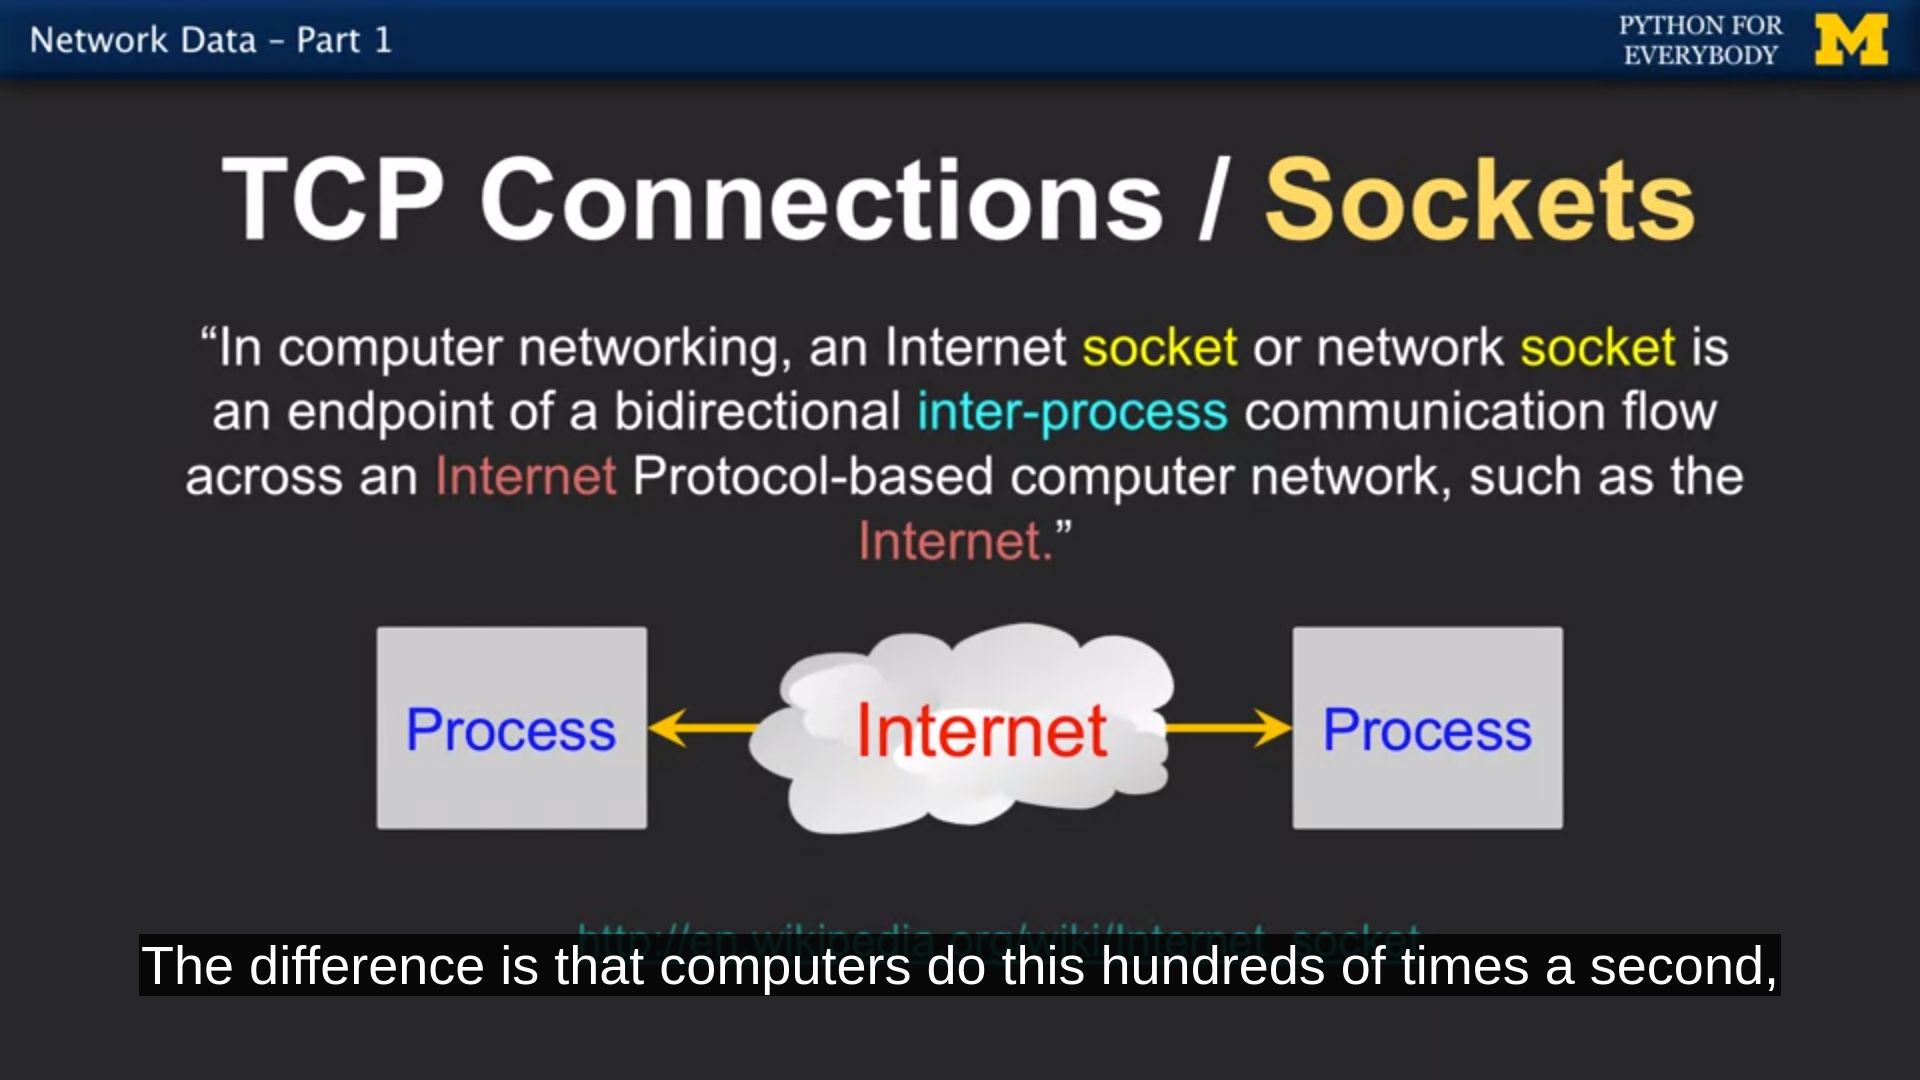 Network Data – Part 1
PYTHON FOR
EVERYBODY
M
TCP Connections / Sockets
“In computer networking, an Internet socket or network socket is
an endpoint of a bidirectional inter-process communication flow
across an Internet Protocol-based computer network, such as the
Internet.”
Process
Internet
Process
http://en.wikipedia.org/wiki/Internet_socket
The difference is that computers do this hundreds of times a second,